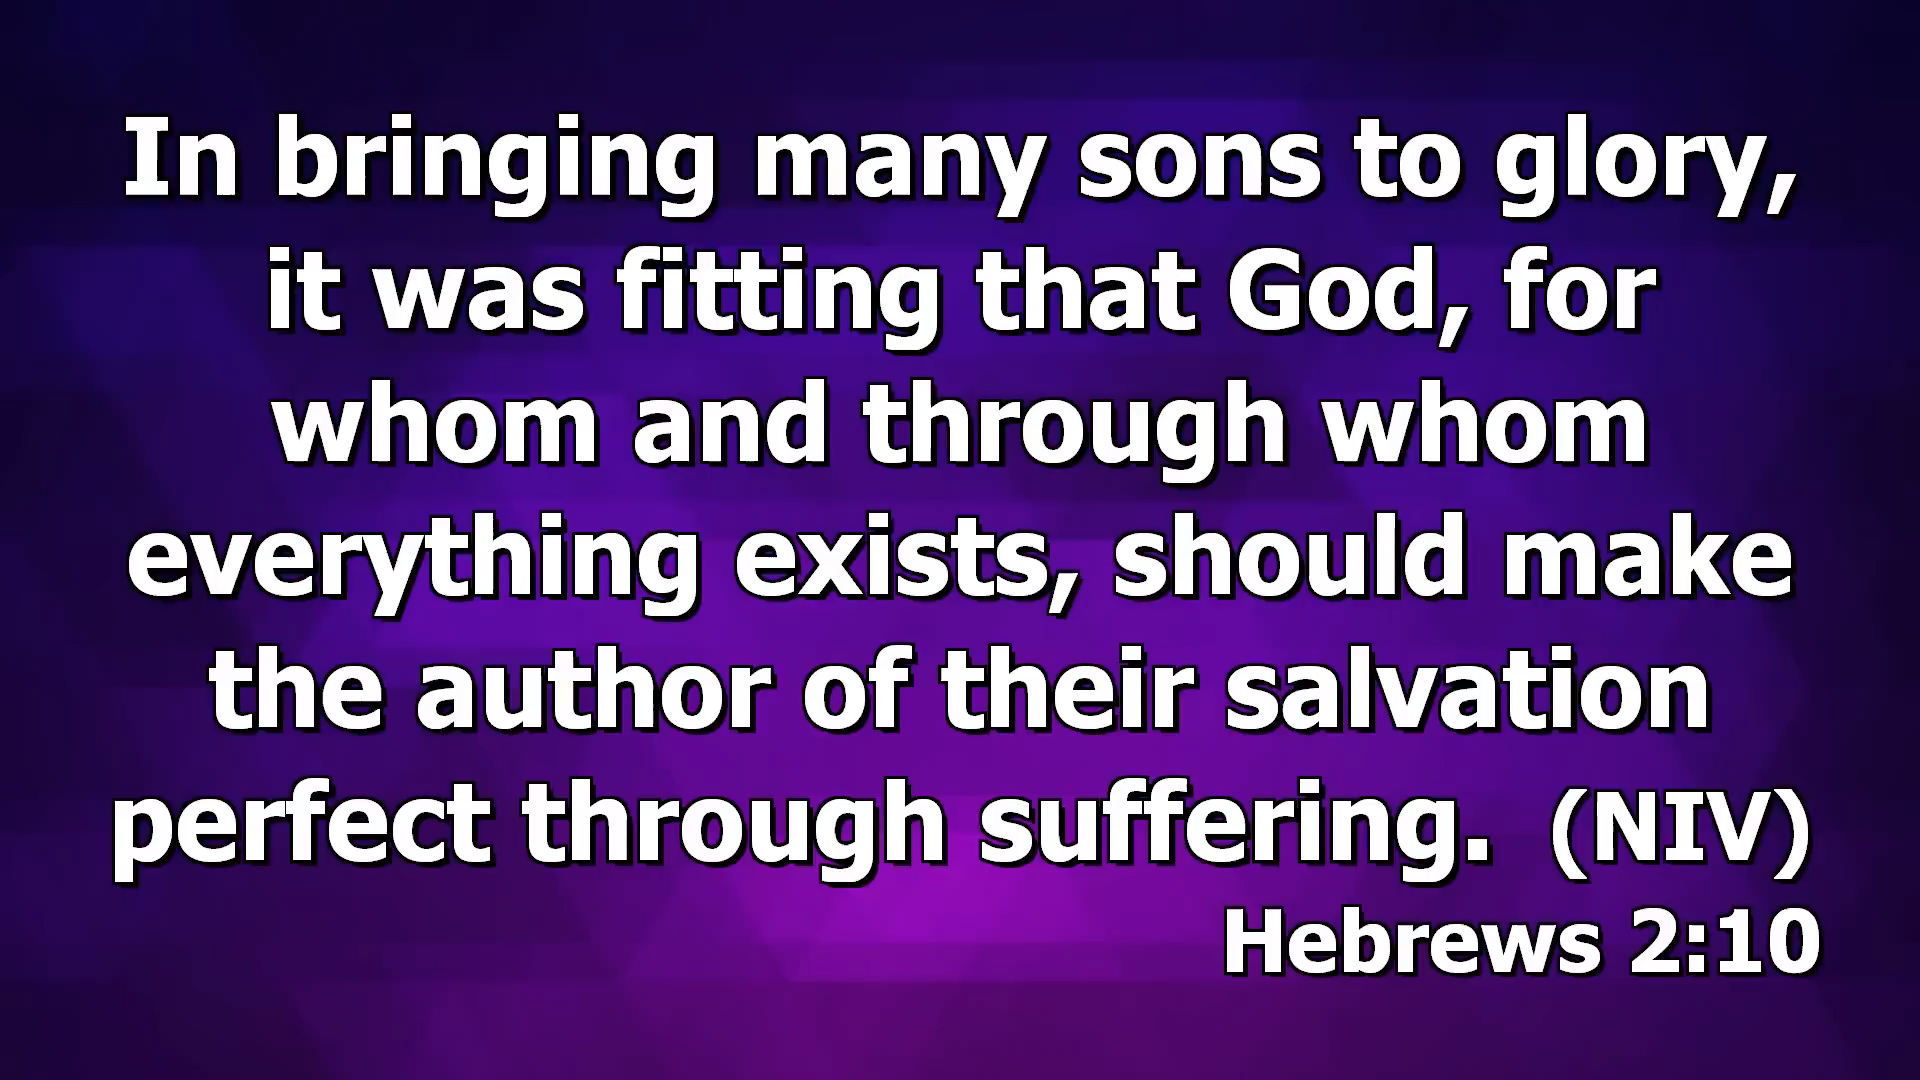 In bringing many sons to glory,
it was fitting that God, for
whom and through whom
everything exists, should make
the author of their salvation
perfect through suffering.  (NIV)
Hebrews 2:10